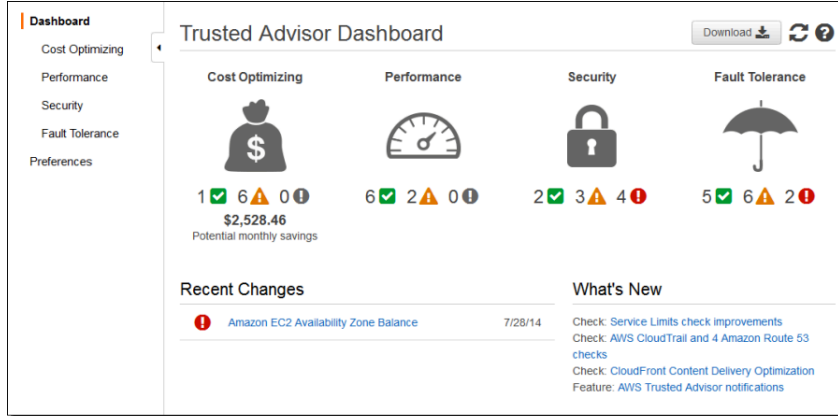 Dashboard
Cost Optimizing
Performance
Security
Fault Tolerance
Preferences
Trusted Advisor Dashboard
Download
Cost Optimizing
Performance
Security
Fault Tolerance
$
1 6 0
6 2 0
2 3 4
5 6 2
$2,528.46
Potential monthly savings
Recent Changes
Amazon EC2 Availability Zone Balance 7/28/14
What's New
Check: Service Limits check improvements
Check: AWS CloudTrail and 4 Amazon Route 53
checks
Check: CloudFront Content Delivery Optimization
Feature: AWS Trusted Advisor notifications